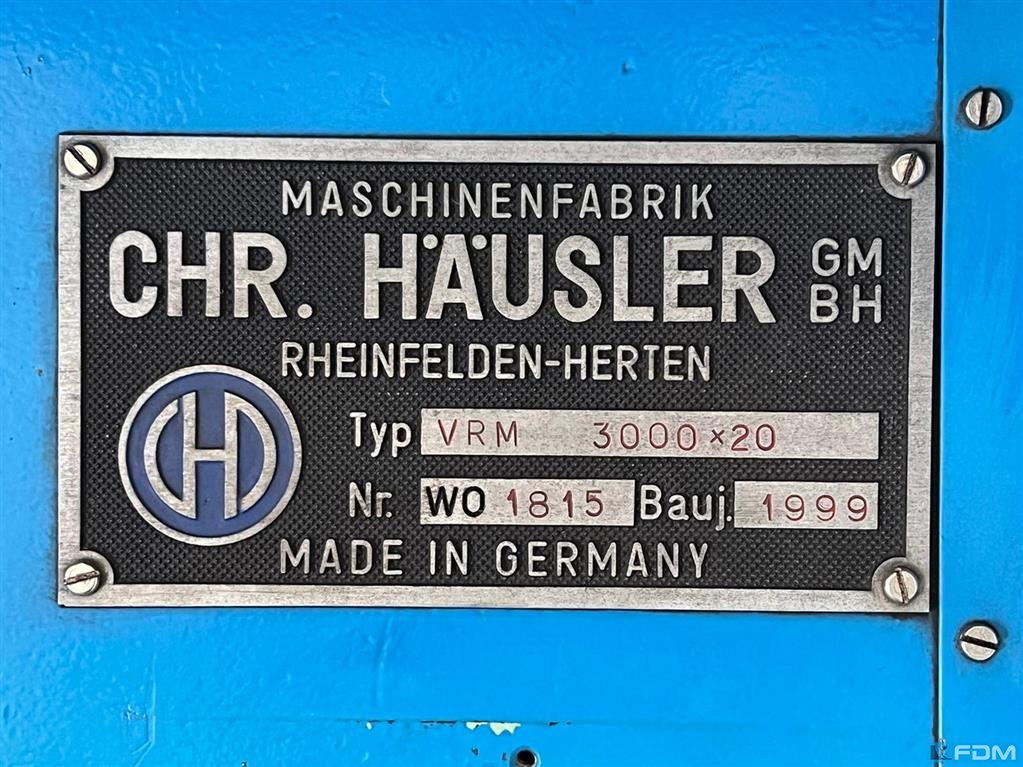 MASCHINENFABRIK
CHR. HÄUSLER GM BH
RHEINFELDEN-HERTEN
Typ VRM 3000×20
Nr. WO 1815 Bauj. 1999
MADE IN GERMANY
CH
FDM